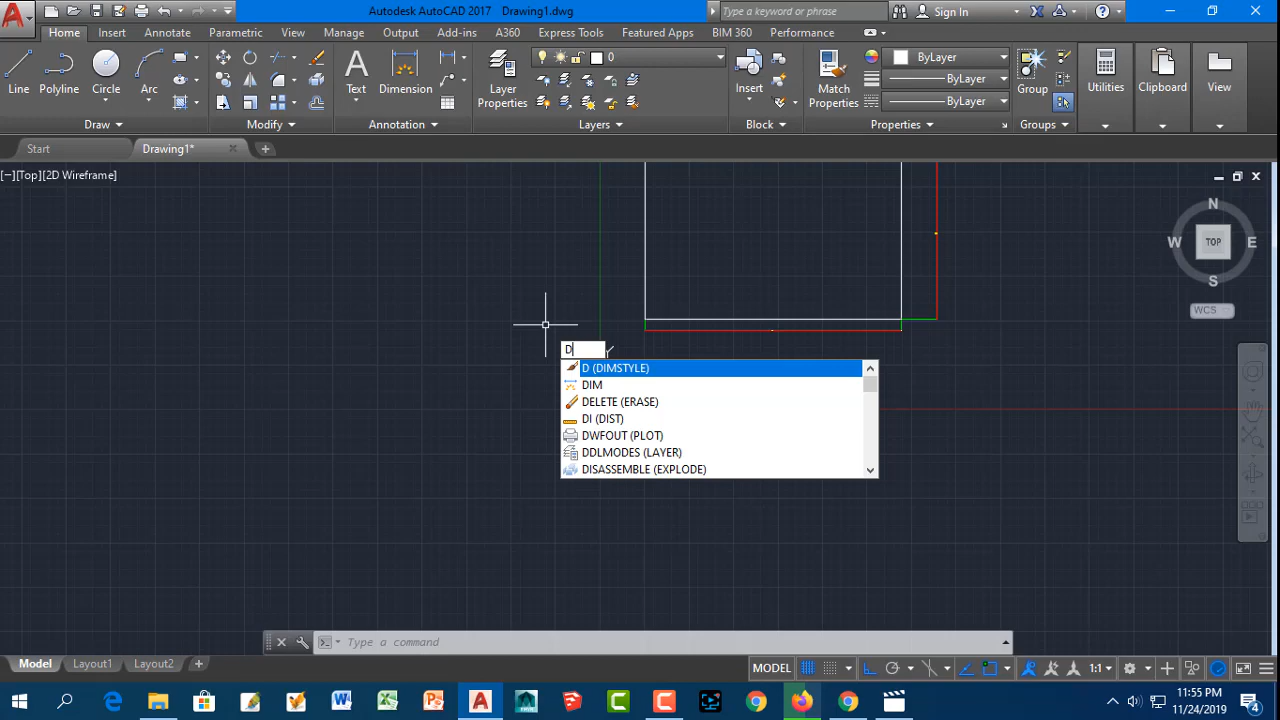 Autodesk AutoCAD 2017 Drawing1.dwg
Type a keyword or phrase
Sign In
Home Insert Annotate Parametric View Manage Output Add-ins A360 Express Tools Featured Apps BIM 360 Performance
0
ByLayer
ByLayer
ByLayer
Line Polyline Circle Arc
Text Dimension
Layer Properties
Insert
Match Properties
Group
Utilities
Clipboard
View
Draw Modify Annotation Layers Block Properties Groups
Start Drawing1*
[−][Top][2D Wireframe]
N
W TOP E
S
WCS
D
D (DIMSTYLE)
DIM
DELETE (ERASE)
DI (DIST)
DWFOUT (PLOT)
DDLMODES (LAYER)
DISASSEMBLE (EXPLODE)
Type a command
Model Layout1 Layout2
MODEL
1:1
11:55 PM
11/24/2019
4